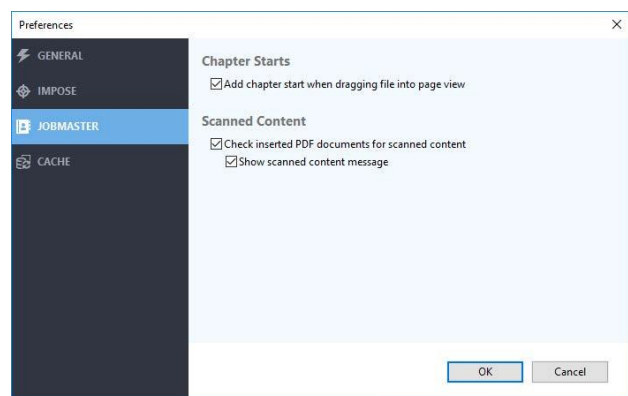 Preferences
GENERAL
IMPOSE
JOBMASTER
CACHE
Chapter Starts
Add chapter start when dragging file into page view
Scanned Content
Check inserted PDF documents for scanned content
Show scanned content message
OK
Cancel